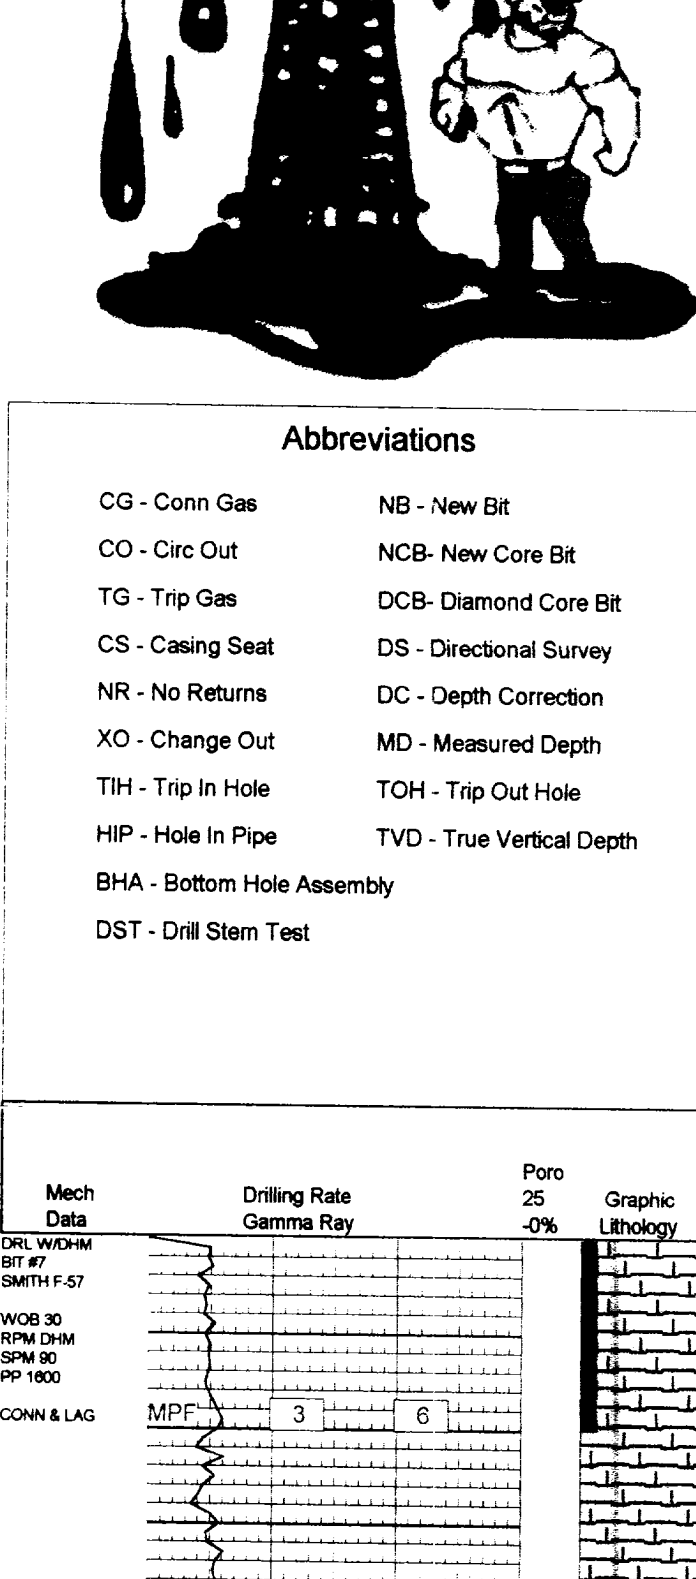 Abbreviations
CG - Conn Gas
NB - New Bit
CO - Circ Out
NCB- New Core Bit
TG - Trip Gas
DCB- Diamond Core Bit
CS - Casing Seat
DS - Directional Survey
NR - No Returns
DC - Depth Correction
XO - Change Out
MD - Measured Depth
TIH - Trip In Hole
TOH - Trip Out Hole
HIP - Hole In Pipe
TVD - True Vertical Depth
BHA - Bottom Hole Assembly
DST - Drill Stem Test
Mech
Data
Drilling Rate
Gamma Ray
Poro
25
-0%
Graphic
Lithology
DRL W/DHM
BIT #7
SMITH F-57
WOB 30
RPM DHM
SPM 90
PP 1600
CONN & LAG
MPF 3 6